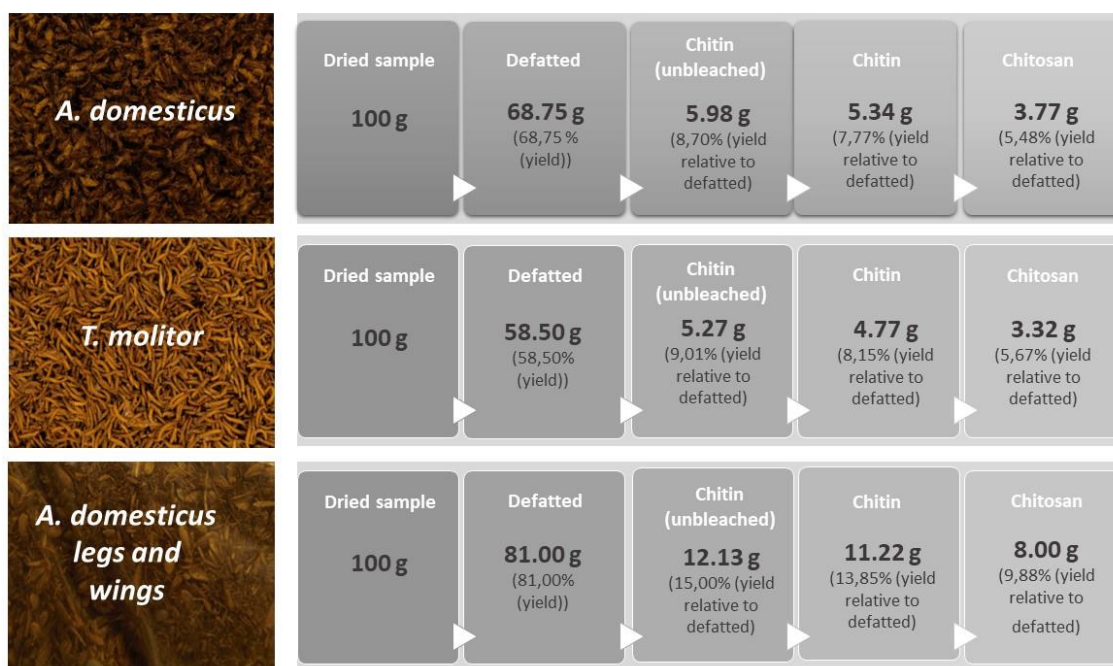 A. domesticus
Dried sample
100 g
Defatted
68.75 g
(68,75 %
(yield))
Chitin
(unbleached)
5.98 g
(8,70% (yield
relative to
defatted)
Chitin
5.34 g
(7,77% (yield
relative to
defatted)
Chitosan
3.77 g
(5,48% (yield
relative to
defatted)
T. molitor
Dried sample
100 g
Defatted
58.50 g
(58,50%
(yield))
Chitin
(unbleached)
5.27 g
(9,01% (yield
relative to
defatted)
Chitin
4.77 g
(8,15% (yield
relative to
defatted)
Chitosan
3.32 g
(5,67% (yield
relative to
defatted)
A. domesticus
legs and
wings
Dried sample
100 g
Defatted
81.00 g
(81,00%
(yield))
Chitin
(unbleached)
12.13 g
(15,00% (yield
relative to
defatted)
Chitin
11.22 g
(13,85% (yield
relative to
defatted)
Chitosan
8.00 g
(9,88% (yield
relative to
defatted)